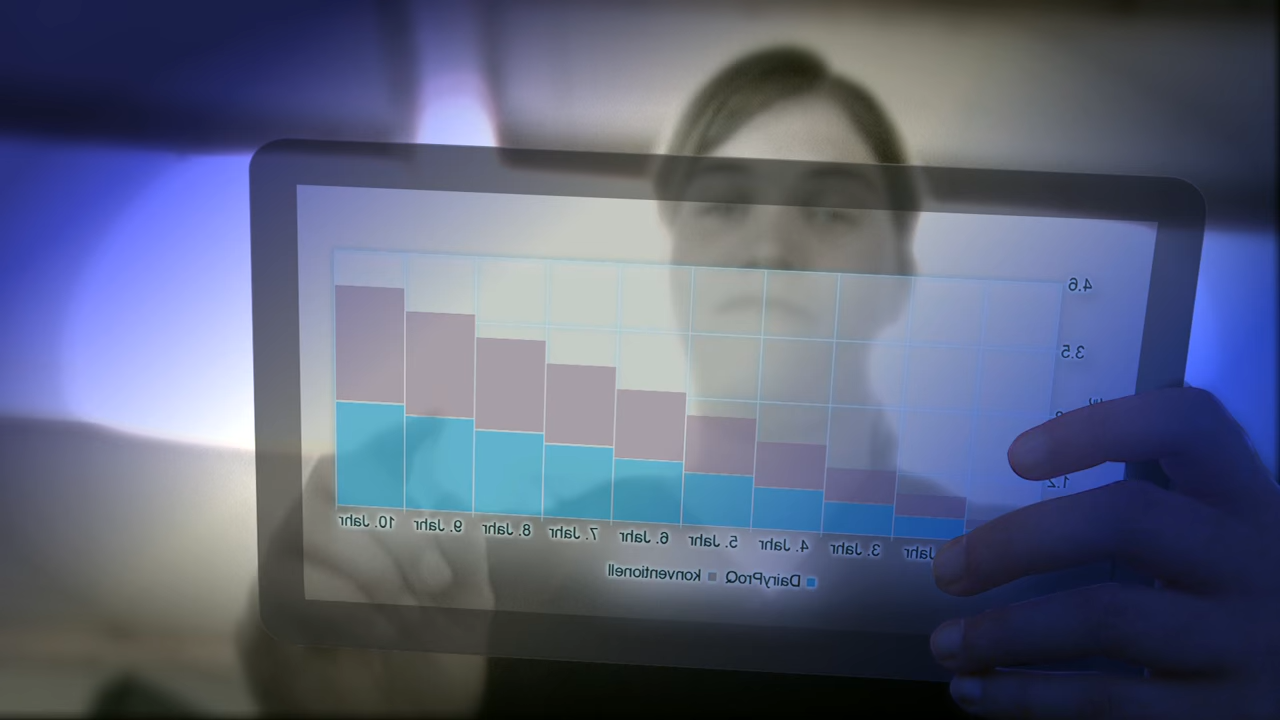 4.6
3.5
1.2
Jahr 3. Jahr 4. Jahr 5. Jahr 6. Jahr 7. Jahr 8. Jahr 9. Jahr 10. Jahr
DairyProQ konventionell